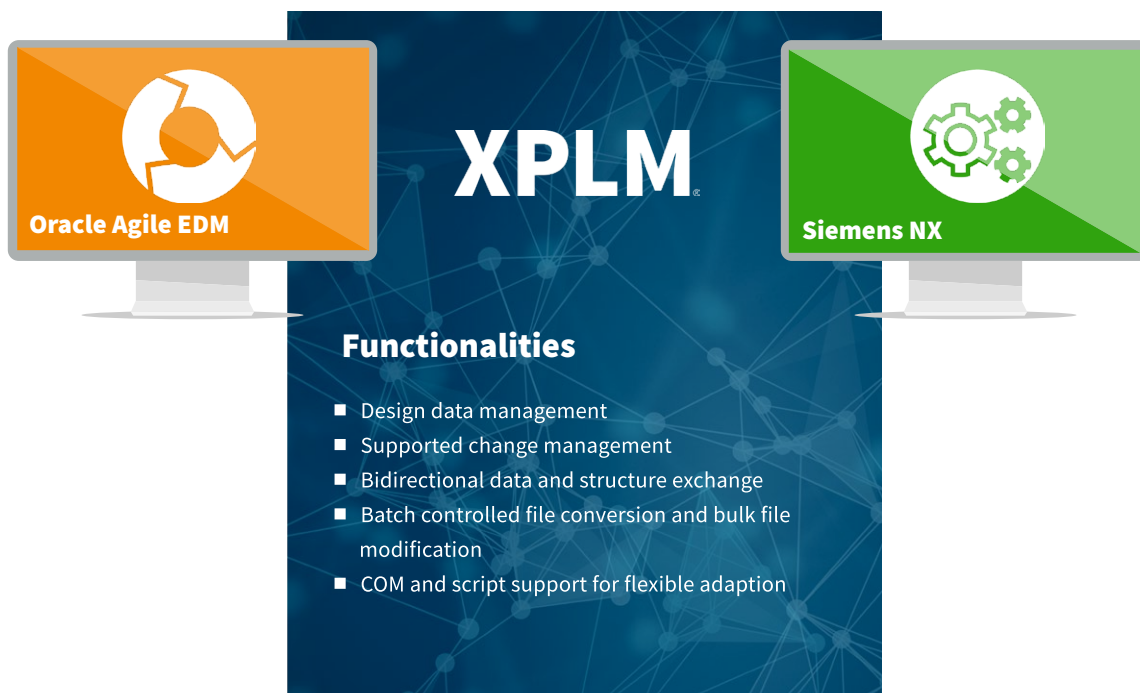 XPLM®
Oracle Agile EDM
Siemens NX
Functionalities
■ Design data management
■ Supported change management
■ Bidirectional data and structure exchange
■ Batch controlled file conversion and bulk file
modification
■ COM and script support for flexible adaption